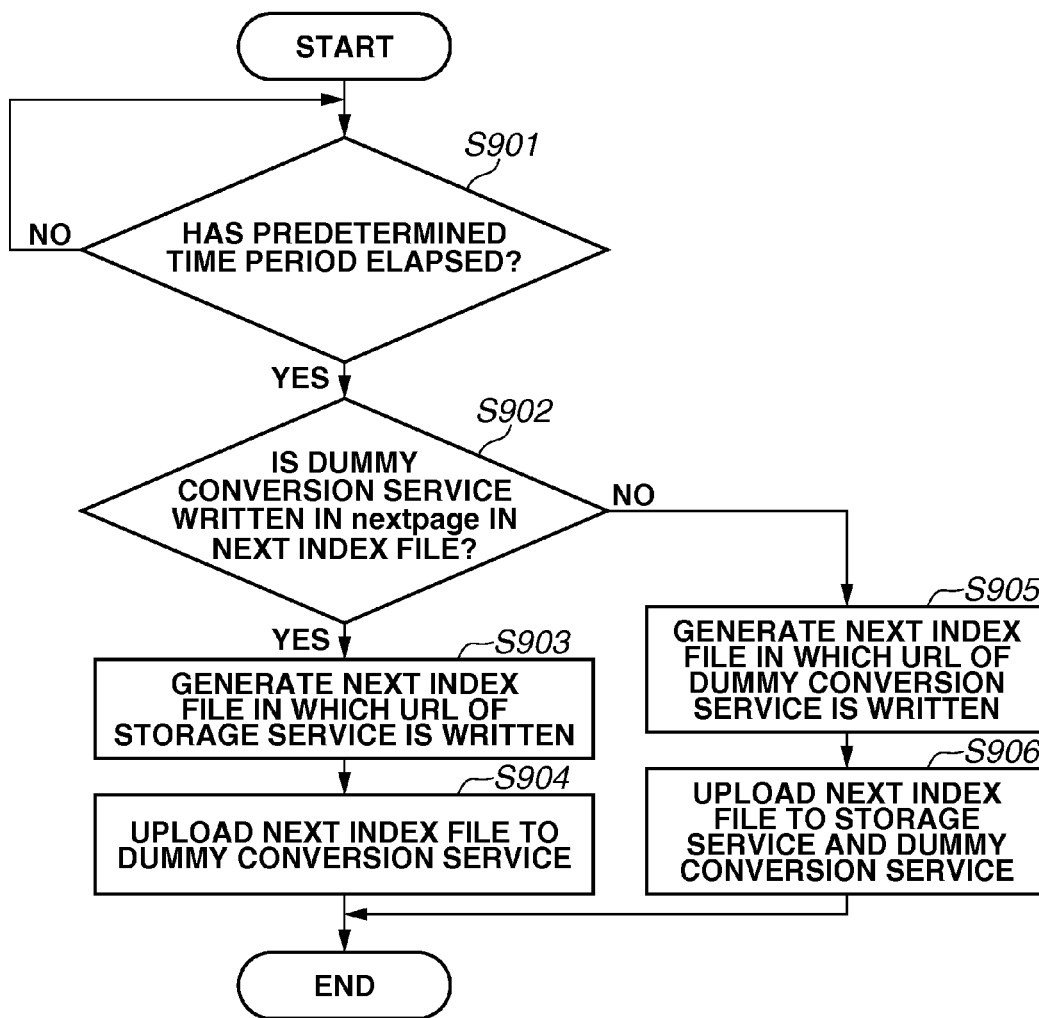 START
S901
HAS PREDETERMINED
TIME PERIOD ELAPSED?
NO
YES
S902
IS DUMMY
CONVERSION SERVICE
WRITTEN IN nextpage IN
NEXT INDEX FILE?
NO
YES
S903
GENERATE NEXT INDEX
FILE IN WHICH URL OF
STORAGE SERVICE IS WRITTEN
S904
UPLOAD NEXT INDEX FILE TO
DUMMY CONVERSION SERVICE
S905
GENERATE NEXT INDEX
FILE IN WHICH URL OF
DUMMY CONVERSION
SERVICE IS WRITTEN
S906
UPLOAD NEXT INDEX
FILE TO STORAGE
SERVICE AND DUMMY
CONVERSION SERVICE
END